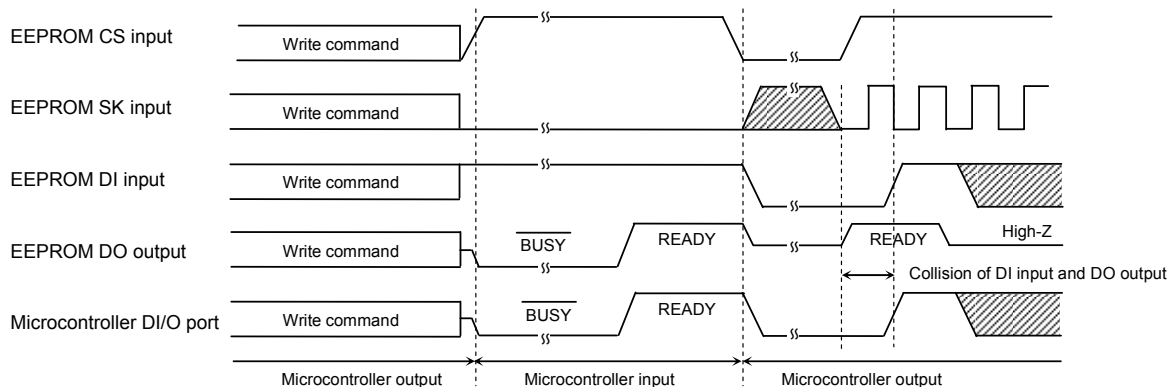 EEPROM CS input
Write command
EEPROM SK input
Write command
EEPROM DI input
Write command
EEPROM DO output
Write command
BUSY
READY
READY
High-Z
Collision of DI input and DO output
Microcontroller DI/O port
Write command
BUSY
READY
Microcontroller output
Microcontroller input
Microcontroller output